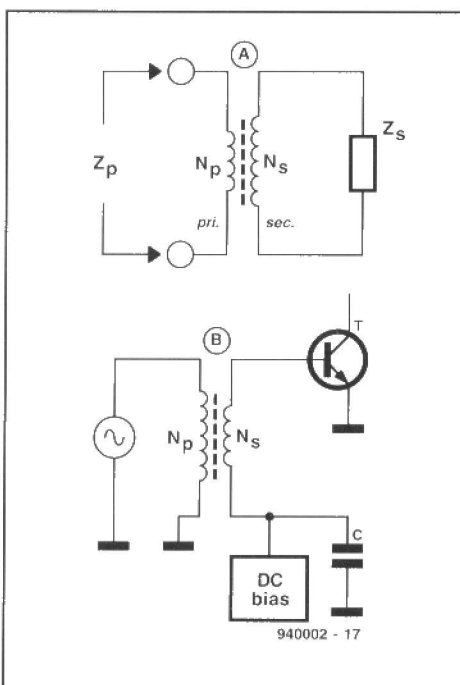 A
Zp
Np
Ns
Zs
pri.
sec.
B
T
Np
Ns
C
DC
bias
940002 - 17